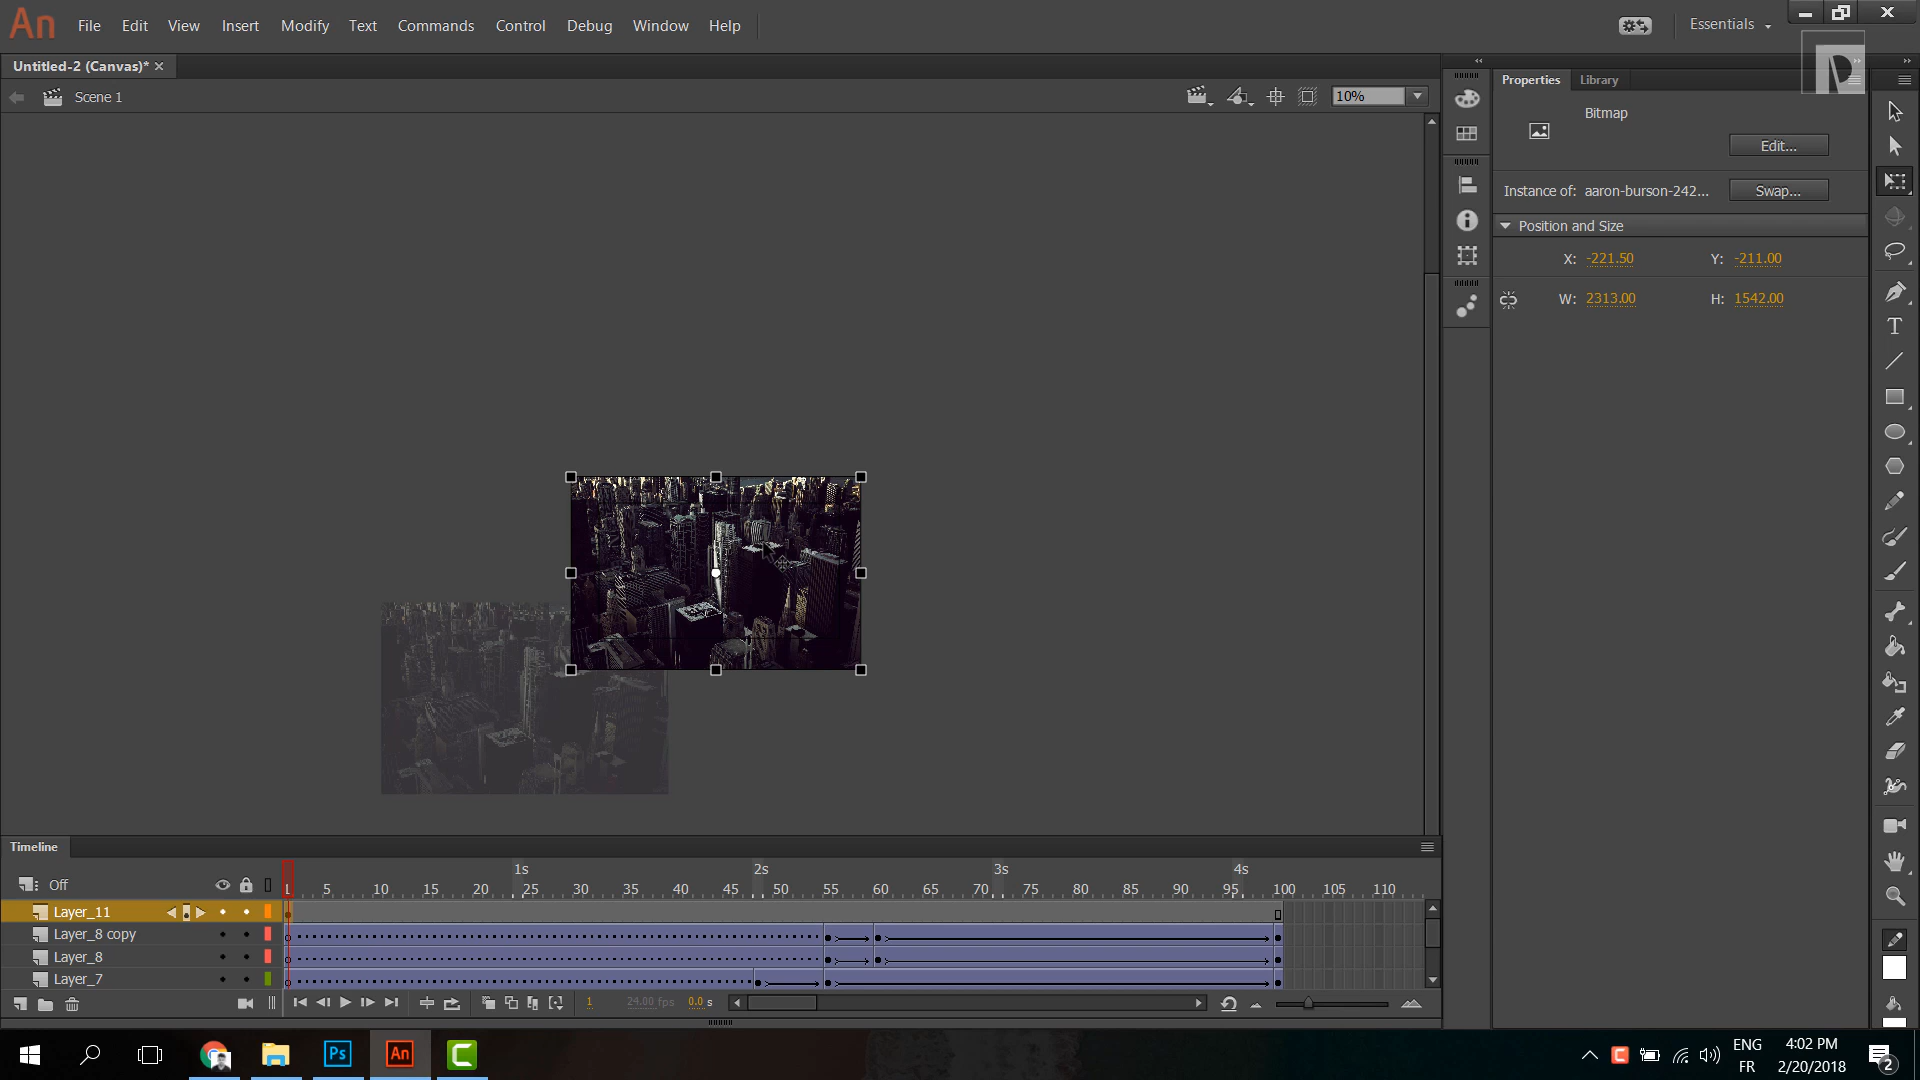 An File Edit View Insert Modify Text Commands Control Debug Window Help Essentials
Untitled-2 (Canvas)*
Scene 1 10%
Properties Library
Bitmap
Edit...
Instance of: aaron-burson-242... Swap...
Position and Size
X: -221.50 Y: -211.00
W: 2313.00 H: 1542.00
T
Timeline
1s 2s 3s 4s
Off 1 5 10 15 20 25 30 35 40 45 50 55 60 65 70 75 80 85 90 95 100 105 110
Layer_11
Layer_8 copy
Layer_8
Layer_7
1 24.00 fps 0.0 s
Ps An C
ENG 4:02 PM
FR 2/20/2018 2